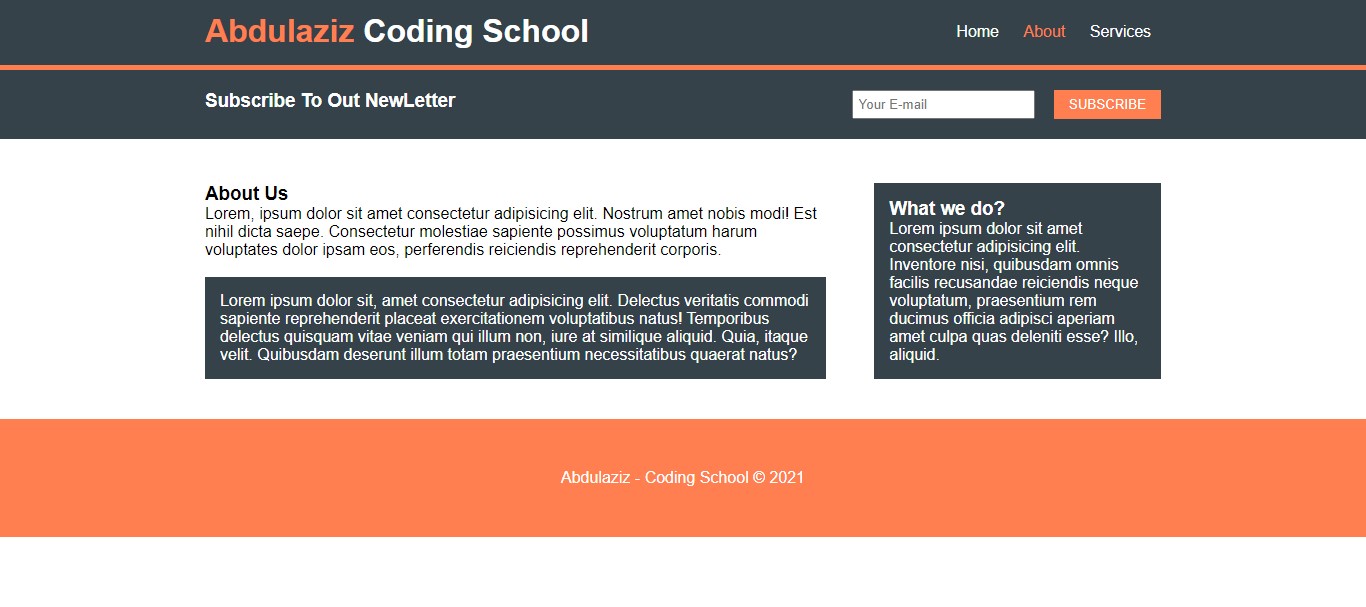 Abdulaziz Coding School
Home About Services
Subscribe To Out NewLetter
Your E-mail
SUBSCRIBE
About Us
Lorem, ipsum dolor sit amet consectetur adipisicing elit. Nostrum amet nobis modi! Est
nihil dicta saepe. Consectetur molestiae sapiente possimus voluptatum harum
voluptates dolor ipsam eos, perferendis reiciendis reprehenderit corporis.
Lorem ipsum dolor sit, amet consectetur adipisicing elit. Delectus veritatis commodi
sapiente reprehenderit placeat exercitationem voluptatibus natus! Temporibus
delectus quisquam vitae veniam qui illum non, iure at similique aliquid. Quia, itaque
velit. Quibusdam deserunt illum totam praesentium necessitatibus quaerat natus?
What we do?
Lorem ipsum dolor sit amet
consectetur adipisicing elit.
Inventore nisi, quibusdam omnis
facilis recusandae reiciendis neque
voluptatum, praesentium rem
ducimus officia adipisci aperiam
amet culpa quas deleniti esse? Illo,
aliquid.
Abdulaziz - Coding School © 2021